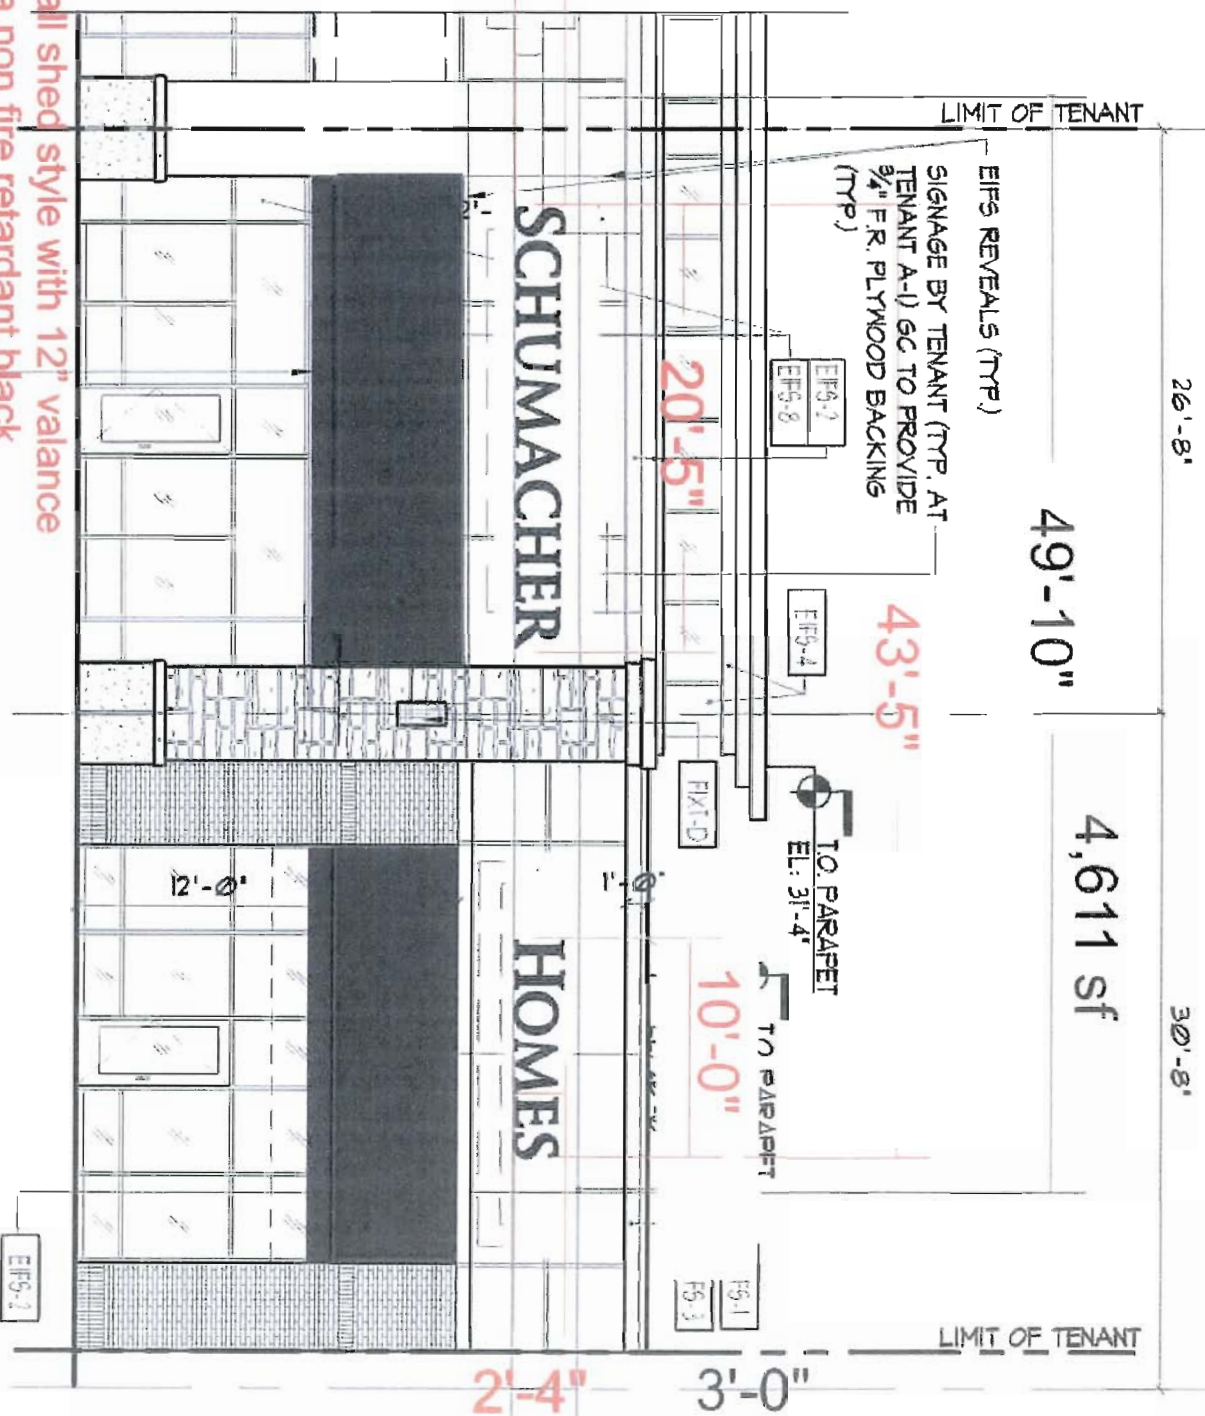 LIMIT OF TENANT
26'-8"
EIFS REVEALS (TYP.)
SIGNAGE BY TENANT (TYP. AT
TENANT A-1) GC TO PROVIDE
3/4" F.R. PLYWOOD BACKING
(TYP.)
49'-10"
43'-5"
4,611 sf
30'-8"
EIFS-2
EIFS-8
20'-5"
EIFS-4
SCHUMACHER
FIXT-D
T.O. PARAPET
EL: 31'-4"
12'-0"
1'-0"
HOMES
10'-0"
TO PARAPET
LIMIT OF TENANT
2'-4"
3'-0"
all shed style with 12" valance
non fire retardant black